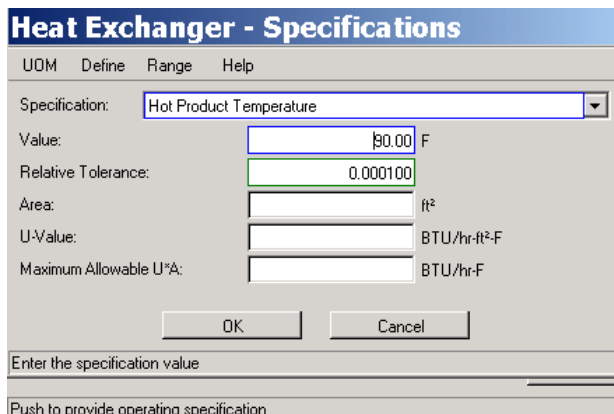 Heat Exchanger - Specifications
UOM Define Range Help
Specification: Hot Product Temperature
Value: 90.00 F
Relative Tolerance: 0.000100
Area: ft²
U-Value: BTU/hr-ft²-F
Maximum Allowable U*A: BTU/hr-F
OK Cancel
Enter the specification value
Push to provide operating specification